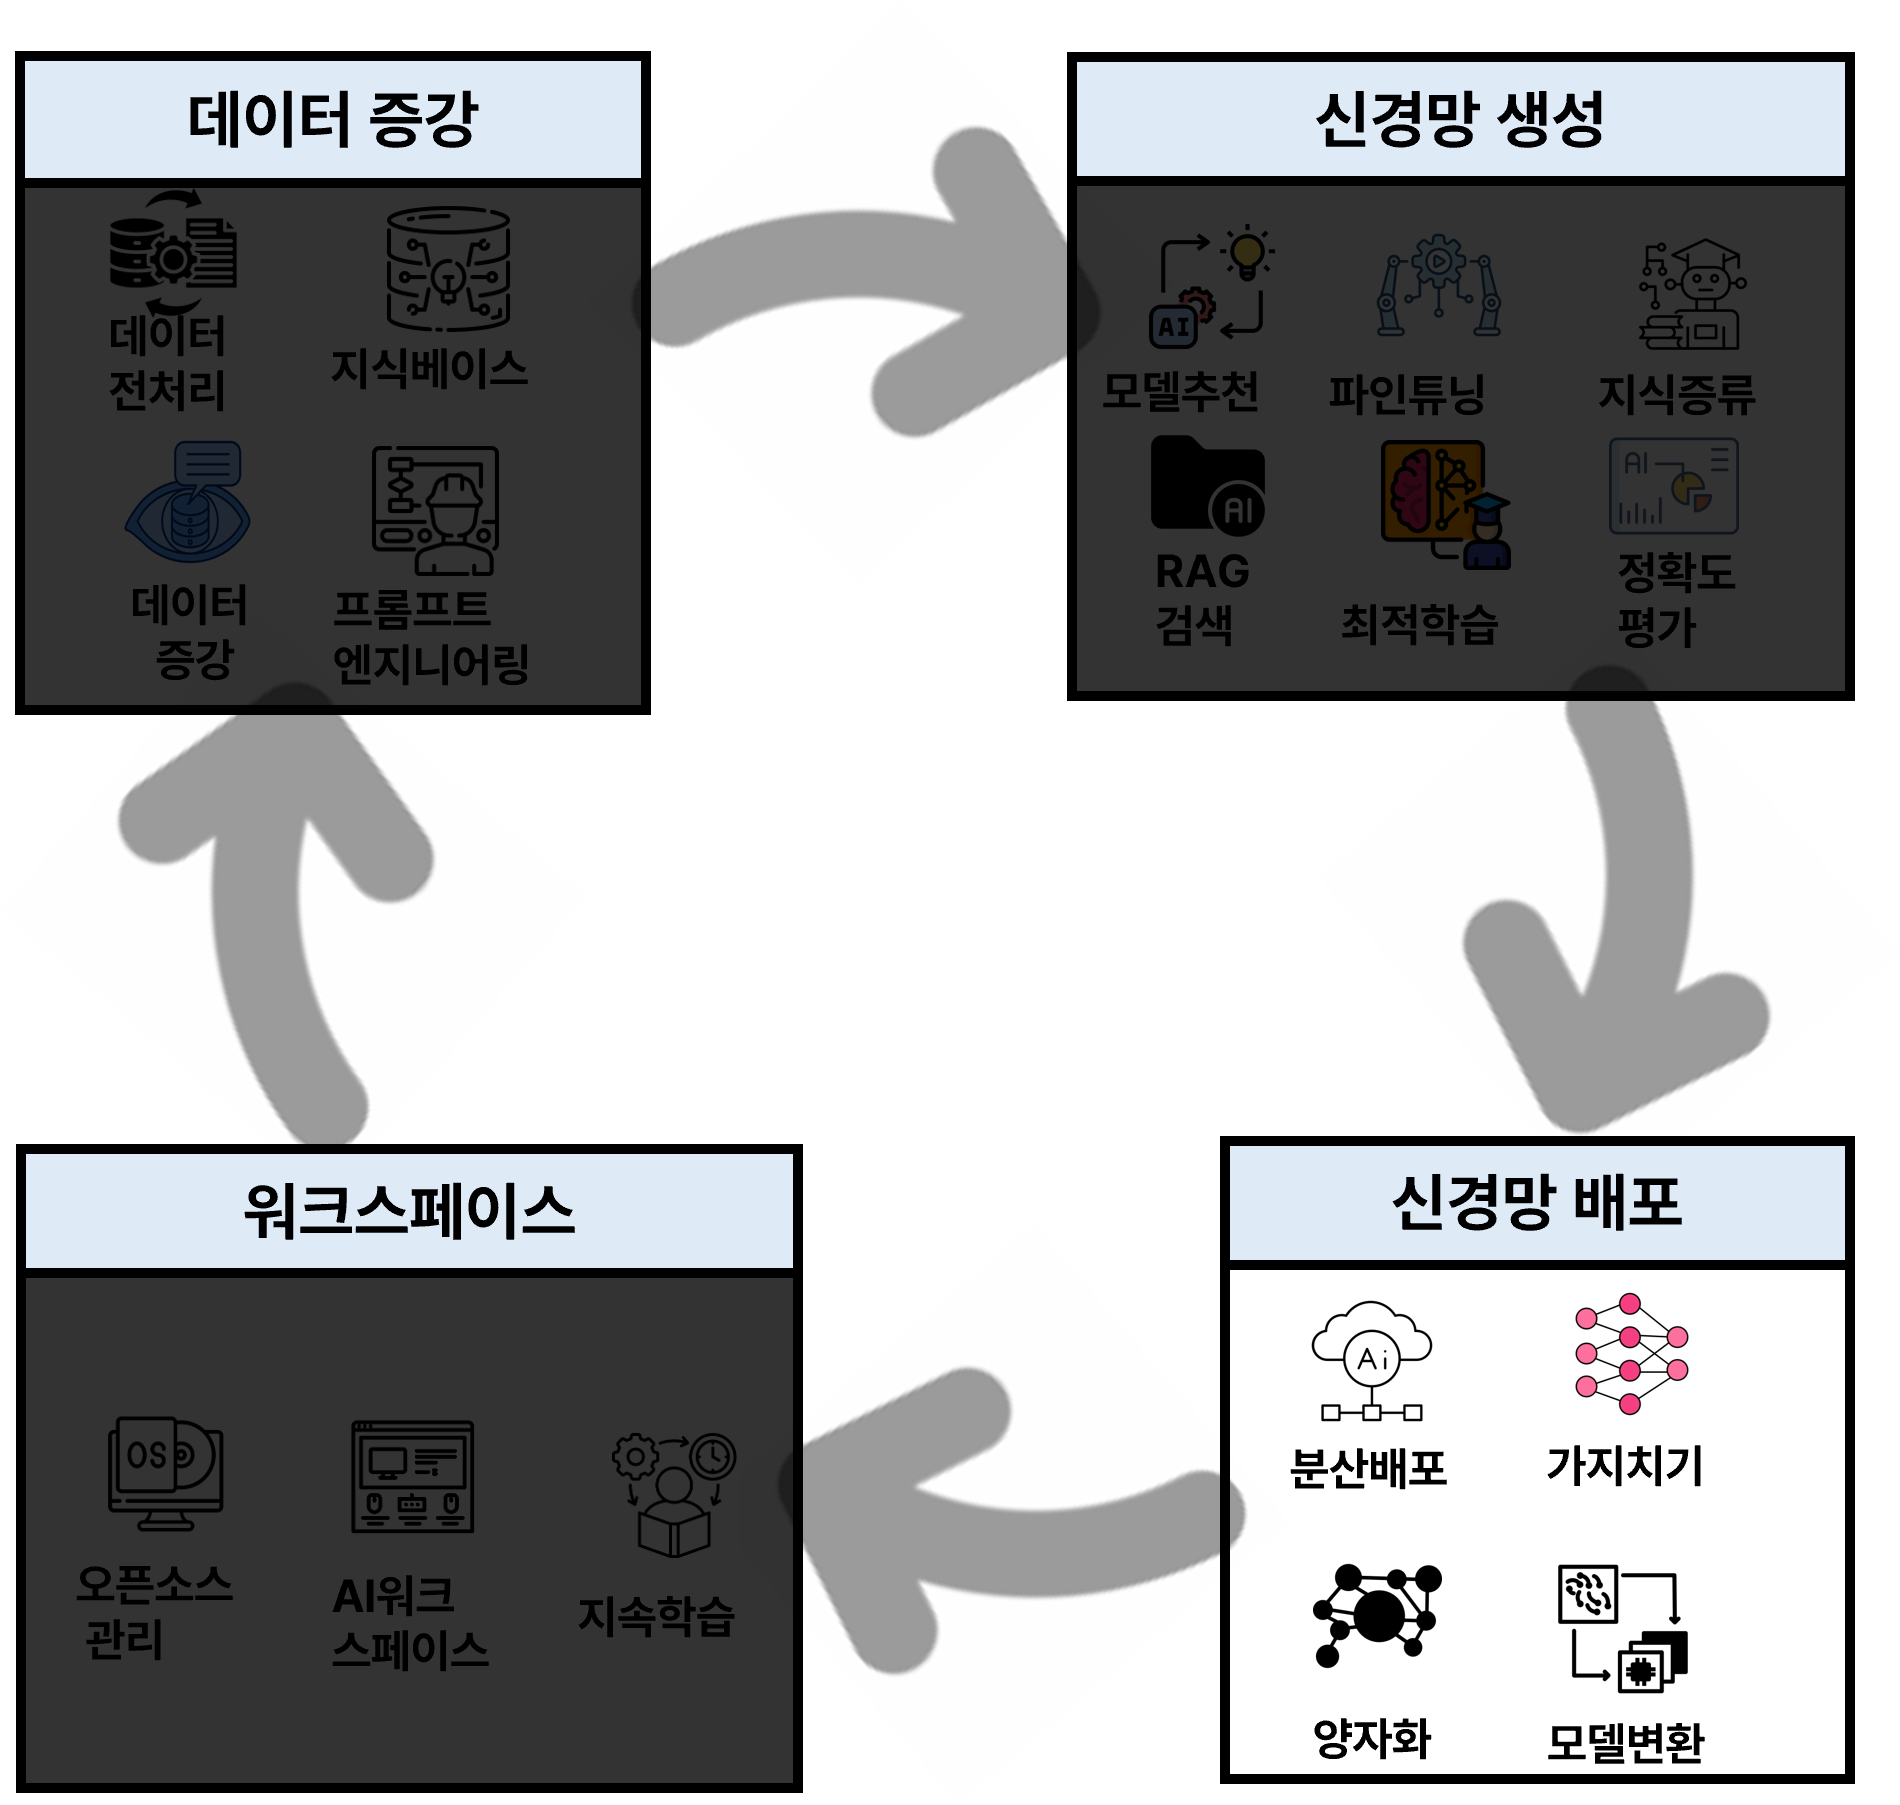 데이터 증강
데이터
전처리
지식베이스
데이터
증강
프롬프트
엔지니어링
신경망 생성
AI
모델추천
파인튜닝
지식증류
AI
RAG
검색
최적학습
AI
정확도
평가
워크스페이스
OS
오픈소스
관리
AI워크
스페이스
지속학습
신경망 배포
Ai
분산배포
가지치기
양자화
모델변환